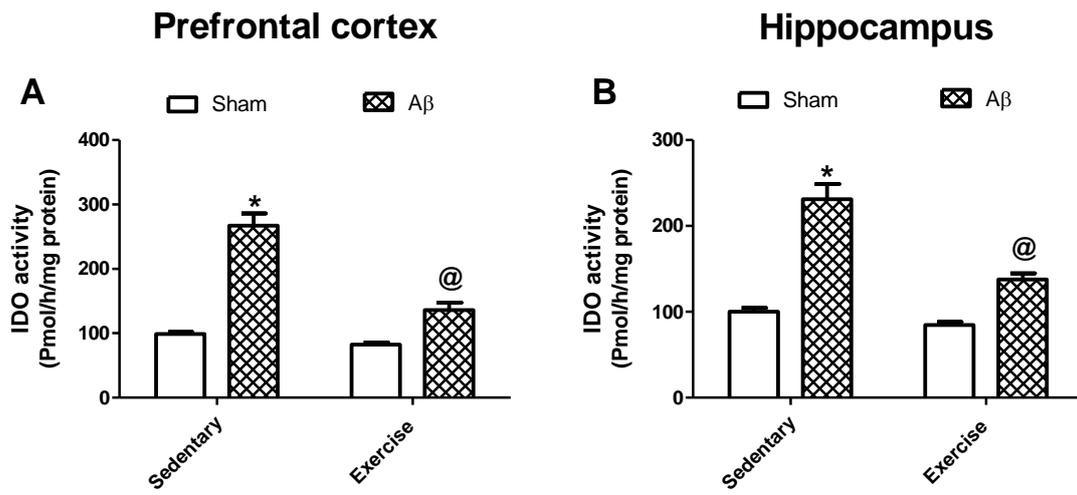 Prefrontal cortex
A
Sham
Aβ
IDO activity
(Pmol/h/mg protein)
400
300
200
100
0
*
@
Sedentary
Exercise
Hippocampus
B
Sham
Aβ
IDO activity
(Pmol/h/mg protein)
300
200
100
0
*
@
Sedentary
Exercise